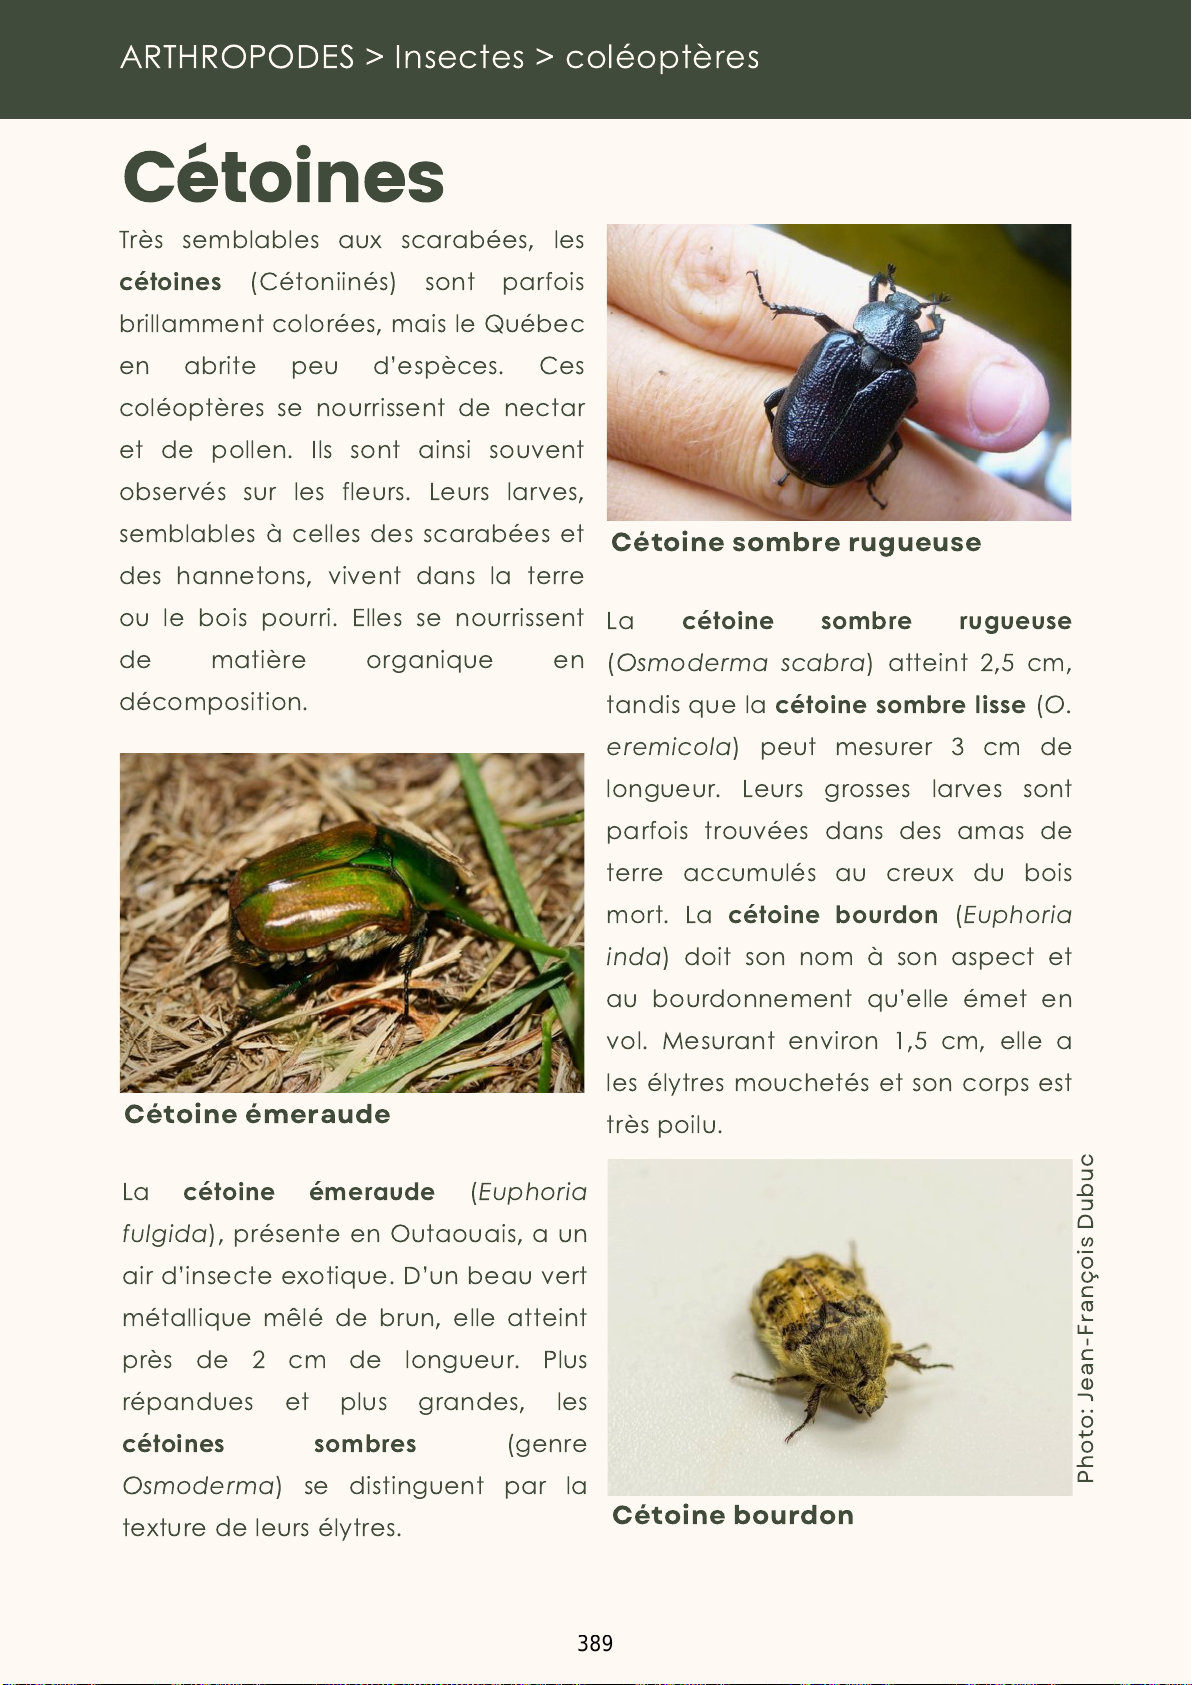 ARTHROPODES > Insectes > coléoptères
Cétoines
Très semblables aux scarabées, les
cétoines (Cétoniinés) sont parfois
brillamment colorées, mais le Québec
en abrite peu d'espèces. Ces
coléoptères se nourrissent de nectar
et de pollen. Ils sont ainsi souvent
observés sur les fleurs. Leurs larves,
semblables à celles des scarabées et
des hannetons, vivent dans la terre
ou le bois pourri. Elles se nourrissent
de matière organique en
décomposition.
Cétoine émeraude
La cétoine émeraude (Euphoria
fulgida), présente en Outaouais, a un
air d'insecte exotique. D'un beau vert
métallique mêlé de brun, elle atteint
près de 2 cm de longueur. Plus
répandues et plus grandes, les
cétoines sombres (genre
Osmoderma) se distinguent par la
texture de leurs élytres.
Cétoine sombre rugueuse
La cétoine sombre rugueuse
(Osmoderma scabra) atteint 2,5 cm,
tandis que la cétoine sombre lisse (O.
eremicola) peut mesurer 3 cm de
longueur. Leurs grosses larves sont
parfois trouvées dans des amas de
terre accumulés au creux du bois
mort. La cétoine bourdon (Euphoria
inda) doit son nom à son aspect et
au bourdonnement qu'elle émet en
vol. Mesurant environ 1,5 cm, elle a
les élytres mouchetés et son corps est
très poilu.
Photo: Jean-François Dubuc
Cétoine bourdon
389